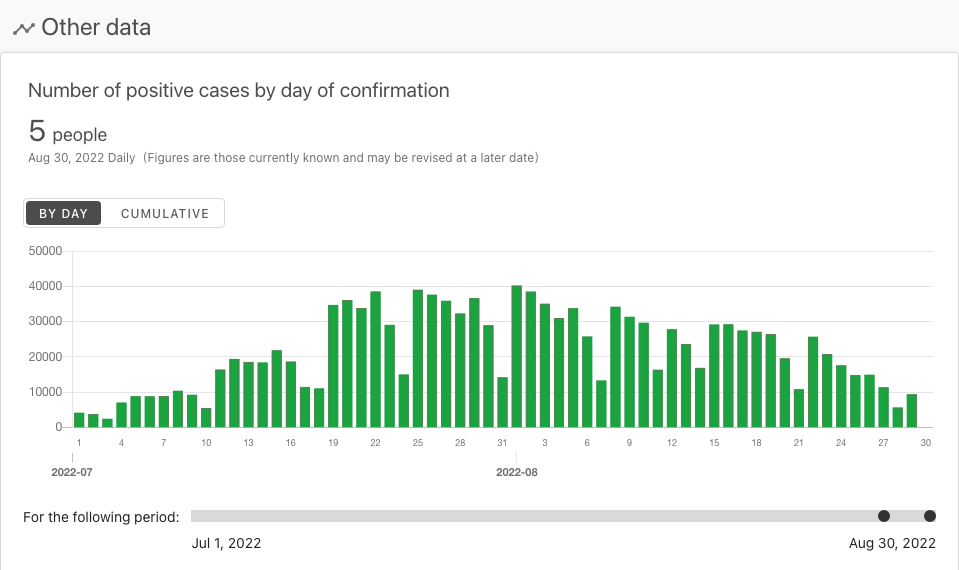 Other data
Number of positive cases by day of confirmation
5 people
Aug 30, 2022 Daily (Figures are those currently known and may be revised at a later date)
BY DAY CUMULATIVE
50000
40000
30000
20000
10000
0
1 4 7 10 13 16 19 22 25 28 31 3 6 9 12 15 18 21 24 27 30
2022-07 2022-08
For the following period:
Jul 1, 2022 Aug 30, 2022